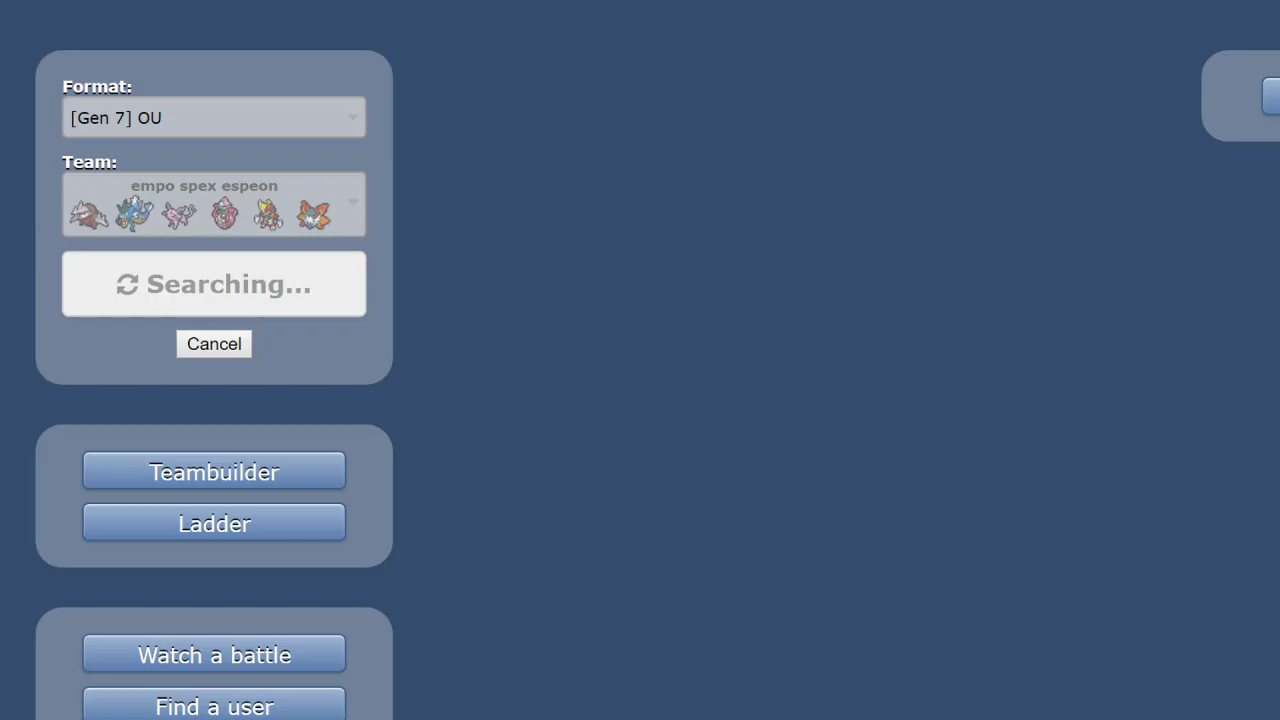 Format:
[Gen 7] OU
Team:
empo spex espeon
Searching...
Cancel
Teambuilder
Ladder
Watch a battle
Find a user